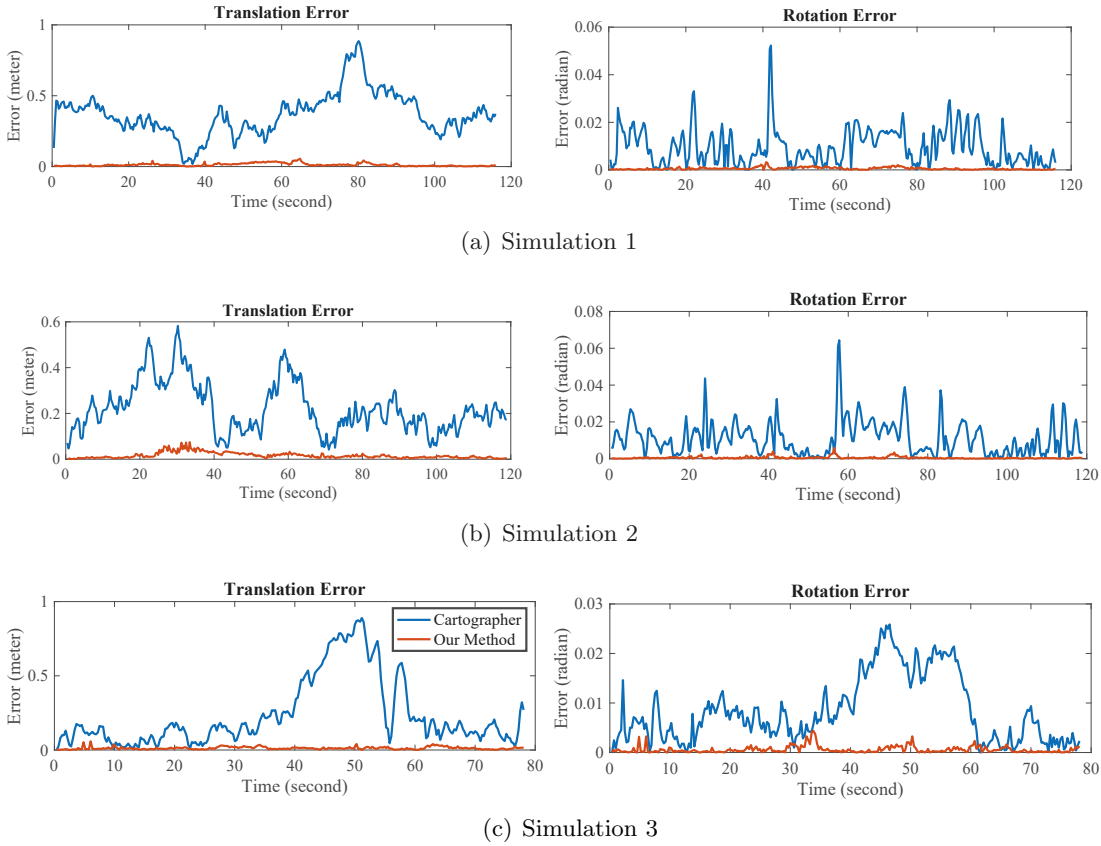 Translation Error
Rotation Error
1
0.5
0
Error (meter)
0 20 40 60 80 100 120
Time (second)
0.06
0.04
0.02
0
Error (radian)
0 20 40 60 80 100 120
Time (second)
(a) Simulation 1
Translation Error
Rotation Error
0.6
0.4
0.2
0
Error (meter)
0 20 40 60 80 100 120
Time (second)
0.08
0.06
0.04
0.02
0
Error (radian)
0 20 40 60 80 100 120
Time (second)
(b) Simulation 2
Translation Error
Rotation Error
1
0.5
0
Error (meter)
Cartographer
Our Method
0 10 20 30 40 50 60 70 80
Time (second)
0.03
0.02
0.01
0.00
Error (radian)
0 10 20 30 40 50 60 70 80
Time (second)
(c) Simulation 3